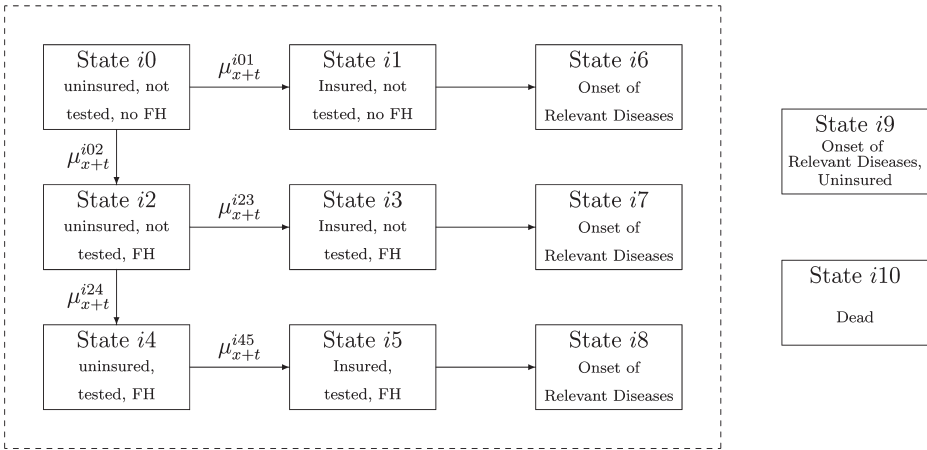 State i0
uninsured, not
tested, no FH
μ_{x+t}^{i01}
State i1
Insured, not
tested, no FH
State i6
Onset of
Relevant Diseases
μ_{x+t}^{i02}
State i2
uninsured, not
tested, FH
μ_{x+t}^{i23}
State i3
Insured, not
tested, FH
State i7
Onset of
Relevant Diseases
μ_{x+t}^{i24}
State i4
uninsured,
tested, FH
μ_{x+t}^{i45}
State i5
Insured,
tested, FH
State i8
Onset of
Relevant Diseases
State i9
Onset of
Relevant Diseases,
Uninsured
State i10
Dead